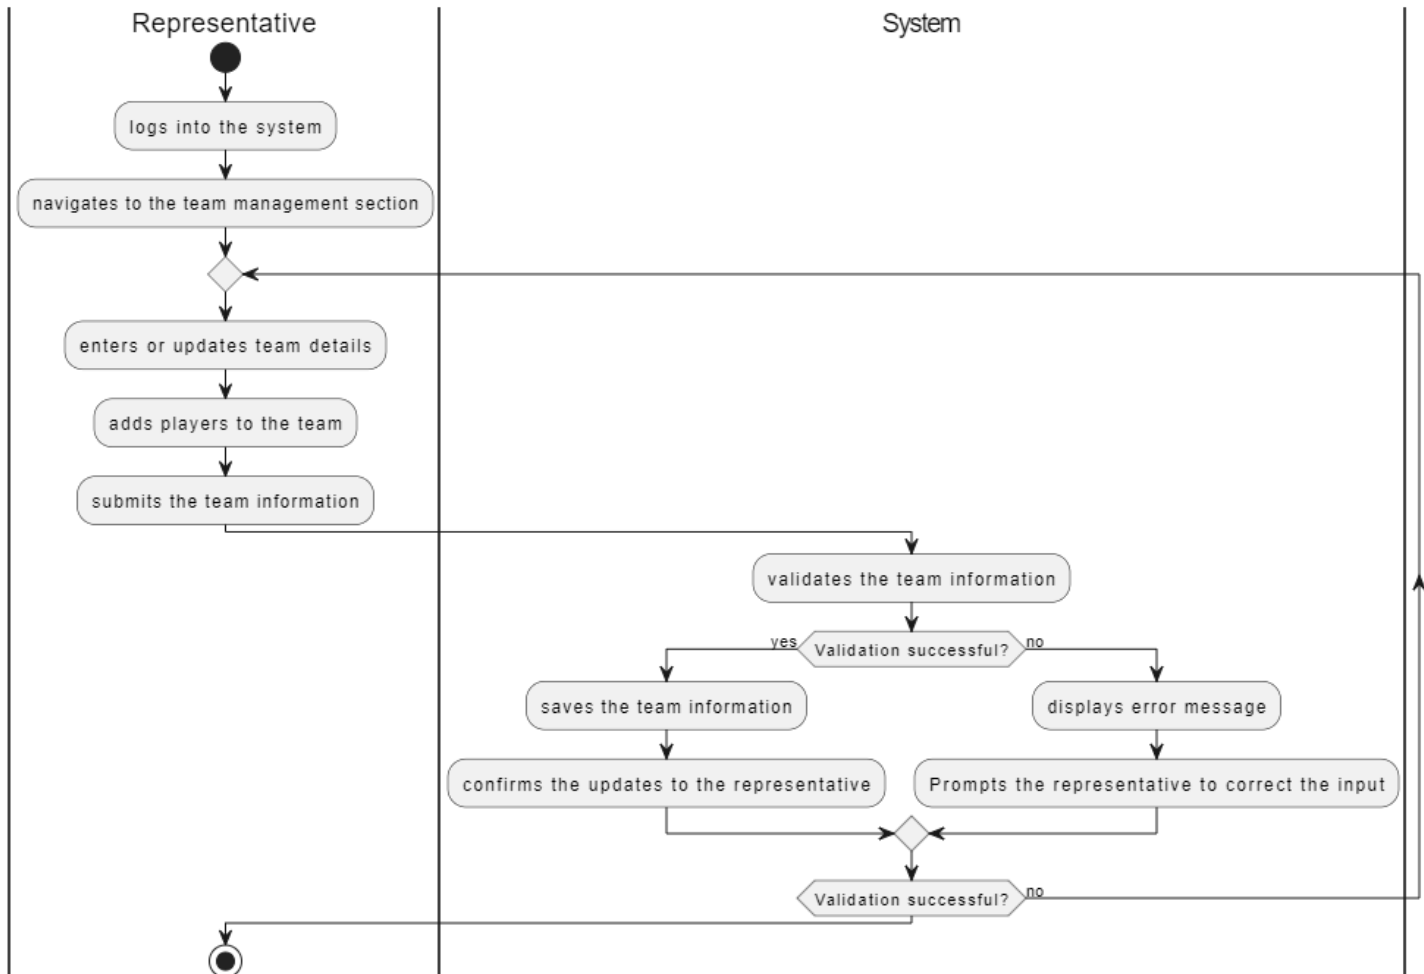 Representative
System
logs into the system
navigates to the team management section
enters or updates team details
adds players to the team
submits the team information
validates the team information
yes
Validation successful?
no
saves the team information
displays error message
confirms the updates to the representative
Prompts the representative to correct the input
Validation successful?
no